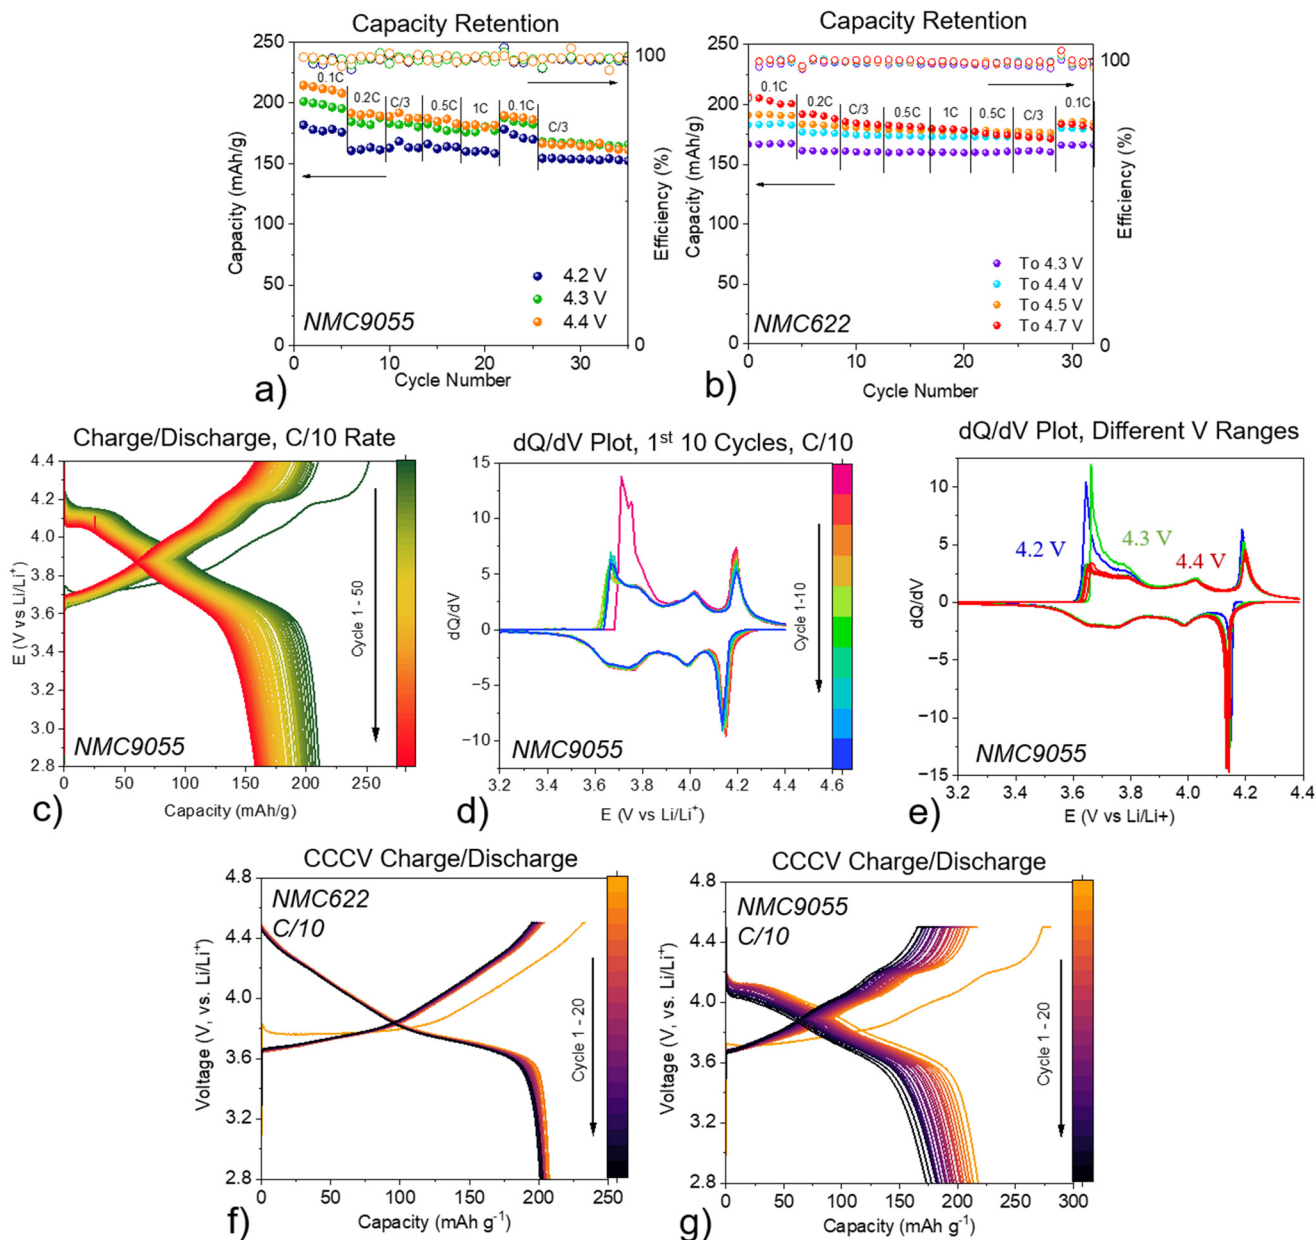 Capacity Retention
250
200
150
100
50
0
Capacity (mAh/g)
0.1C
0.2C
C/3
0.5C
1C
0.1C
C/3
100
0
Efficiency (%)
4.2 V
4.3 V
4.4 V
NMC9055
0
10
20
30
Cycle Number
a)
Capacity Retention
250
200
150
100
50
0
Capacity (mAh/g)
0.1C
0.2C
C/3
0.5C
1C
0.5C
C/3
0.1C
100
0
Efficiency (%)
To 4.3 V
To 4.4 V
To 4.5 V
To 4.7 V
NMC622
0
10
20
30
Cycle Number
b)
Charge/Discharge, C/10 Rate
4.4
4.2
4.0
3.8
3.6
3.4
3.2
3.0
2.8
E (V vs Li/Li⁺)
Cycle 1 - 50
NMC9055
0
50
100
150
200
250
Capacity (mAh/g)
c)
dQ/dV Plot, 1st 10 Cycles, C/10
15
10
5
0
−5
−10
dQ/dV
Cycle 1-10
NMC9055
3.2
3.4
3.6
3.8
4.0
4.2
4.4
4.6
E (V vs Li/Li⁺)
d)
dQ/dV Plot, Different V Ranges
10
5
0
−5
−10
−15
dQ/dV
4.2 V
4.3 V
4.4 V
NMC9055
3.2
3.4
3.6
3.8
4.0
4.2
4.4
E (V vs Li/Li+)
e)
CCCV Charge/Discharge
4.8
4.4
4.0
3.6
3.2
2.8
Voltage (V, vs. Li/Li⁺)
NMC622
C/10
Cycle 1 - 20
0
50
100
150
200
250
Capacity (mAh g⁻¹)
f)
CCCV Charge/Discharge
4.8
4.4
4.0
3.6
3.2
2.8
Voltage (V, vs. Li/Li⁺)
NMC9055
C/10
Cycle 1 - 20
0
50
100
150
200
250
300
Capacity (mAh g⁻¹)
g)